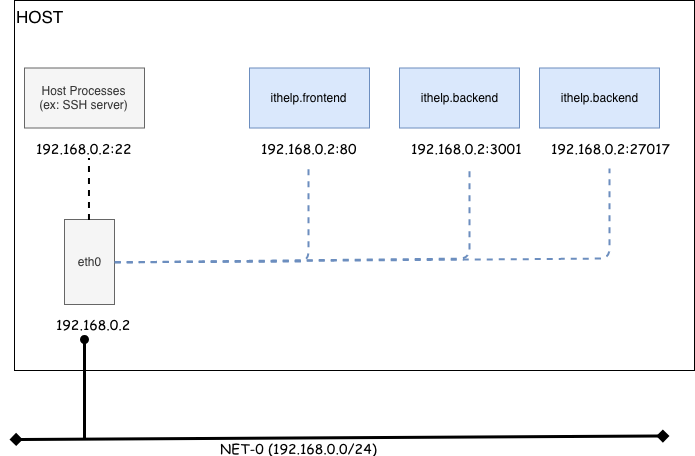 HOST
Host Processes
(ex: SSH server)
ithelp.frontend
ithelp.backend
ithelp.backend
192.168.0.2:22
192.168.0.2:80
192.168.0.2:3001
192.168.0.2:27017
eth0
192.168.0.2
NET-0 (192.168.0.0/24)